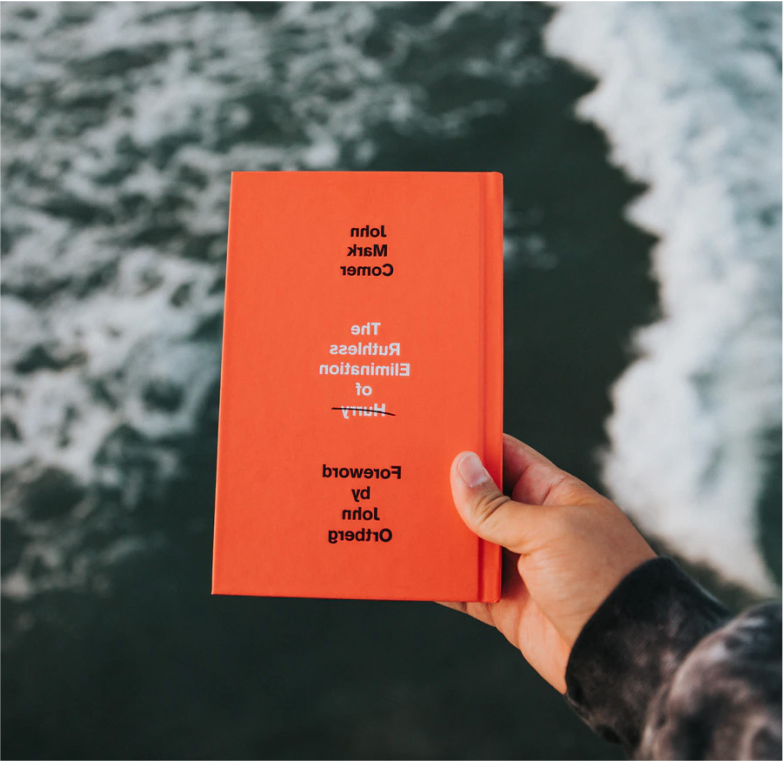 John
Mark
Comer
The
Ruthless
Elimination
of
Hurry
Foreword
by
John
Ortberg